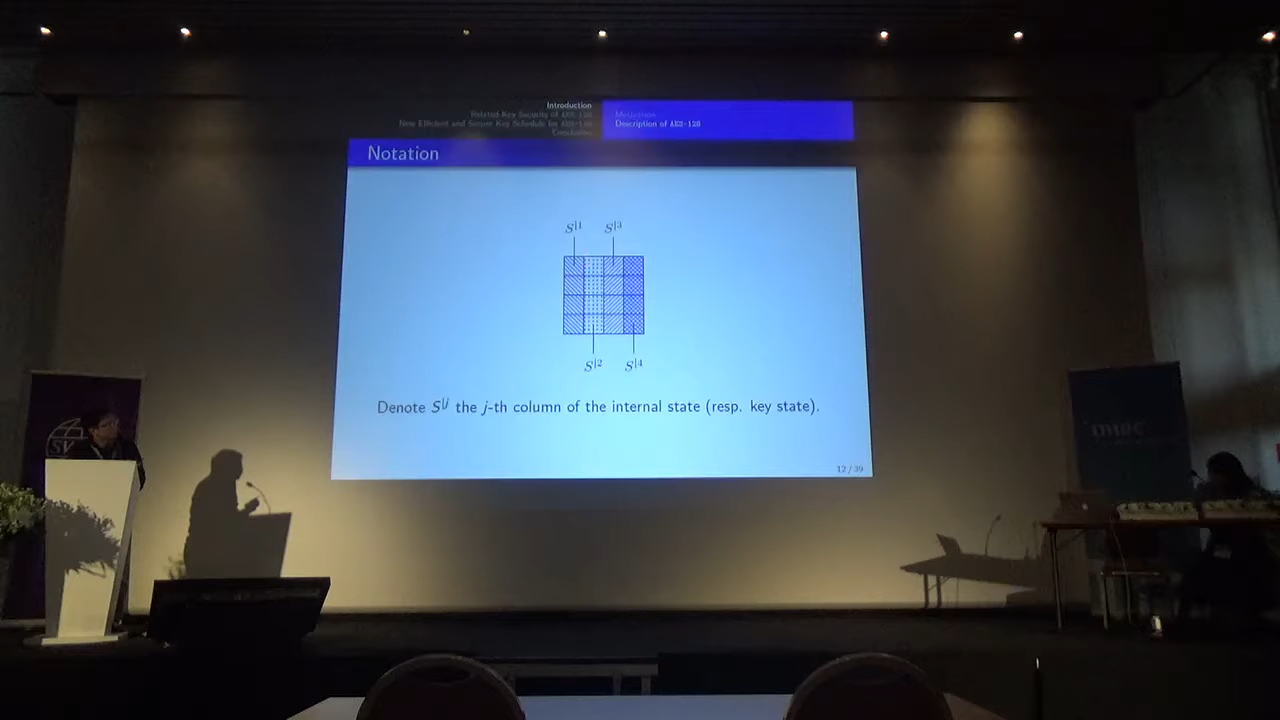 Introduction
Related Key Security of AES-128
New Efficient and Secure Key Schedule for AES-128
Conclusion
Motivation
Description of AES-128
Notation
S|1 S|3
S|2 S|4
Denote S|j the j-th column of the internal state (resp. key state).
12 / 39
SV